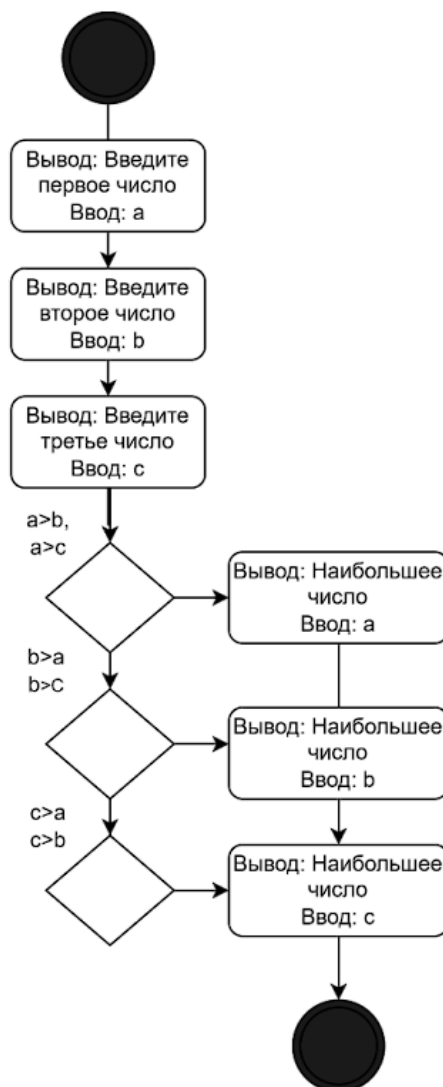 Вывод: Введите
первое число
Ввод: a
Вывод: Введите
второе число
Ввод: b
Вывод: Введите
третье число
Ввод: c
a>b,
a>c
Вывод: Наибольшее
число
Ввод: a
b>a
b>C
Вывод: Наибольшее
число
Ввод: b
c>a
c>b
Вывод: Наибольшее
число
Ввод: c